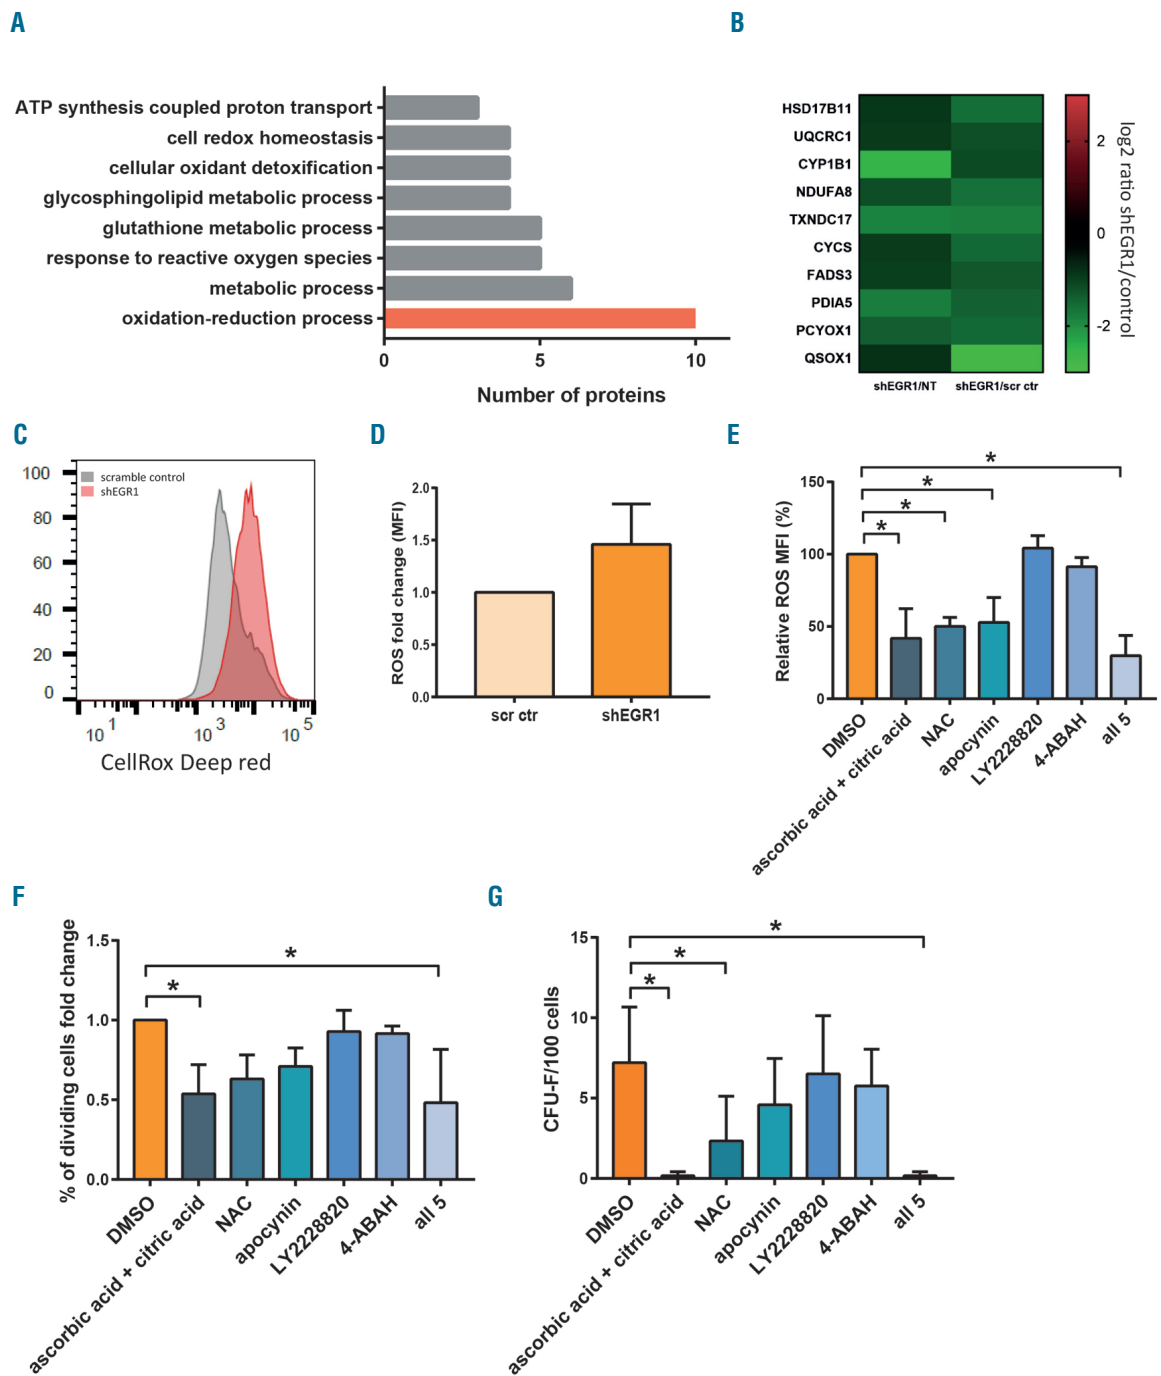 A
ATP synthesis coupled proton transport
cell redox homeostasis
cellular oxidant detoxification
glycosphingolipid metabolic process
glutathione metabolic process
response to reactive oxygen species
metabolic process
oxidation-reduction process
0 5 10
Number of proteins
B
HSD17B11
UQCRC1
CYP1B1
NDUFA8
TXNDC17
CYCS
FADS3
PDIA5
PCYOX1
QSOX1
shEGR1/NT shEGR1/scr ctr
2
0
-2
log2 ratio shEGR1/control
C
scramble control
shEGR1
100
80
60
40
20
0
10 1 10 3 10 5
CellRox Deep red
D
ROS fold change (MFI)
2.0
1.5
1.0
0.5
0.0
scr ctr shEGR1
E
Relative ROS MFI (%)
150
100
50
0
*
*
*
*
DMSO
ascorbic acid + citric acid
NAC
apocynin
LY2228820
4-ABAH
all 5
F
% of dividing cells fold change
1.5
1.0
0.5
0.0
*
*
DMSO
ascorbic acid + citric acid
NAC
apocynin
LY2228820
4-ABAH
all 5
G
CFU-F/100 cells
15
10
5
0
*
*
*
DMSO
ascorbic acid + citric acid
NAC
apocynin
LY2228820
4-ABAH
all 5